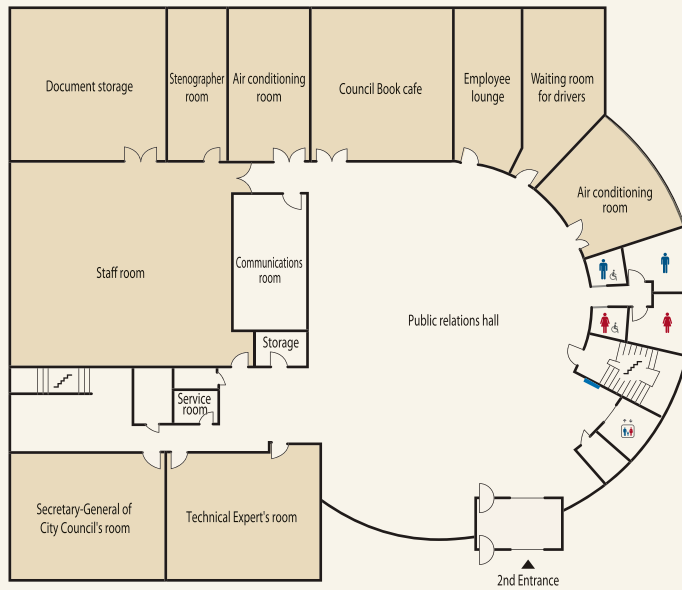 Document storage
Stenographer
room
Air conditioning
room
Council Book cafe
Employee
lounge
Waiting room
for drivers
Air conditioning
room
Staff room
Communications
room
Public relations hall
Storage
Service
room
Secretary-General of
City Council's room
Technical Expert's room
2nd Entrance